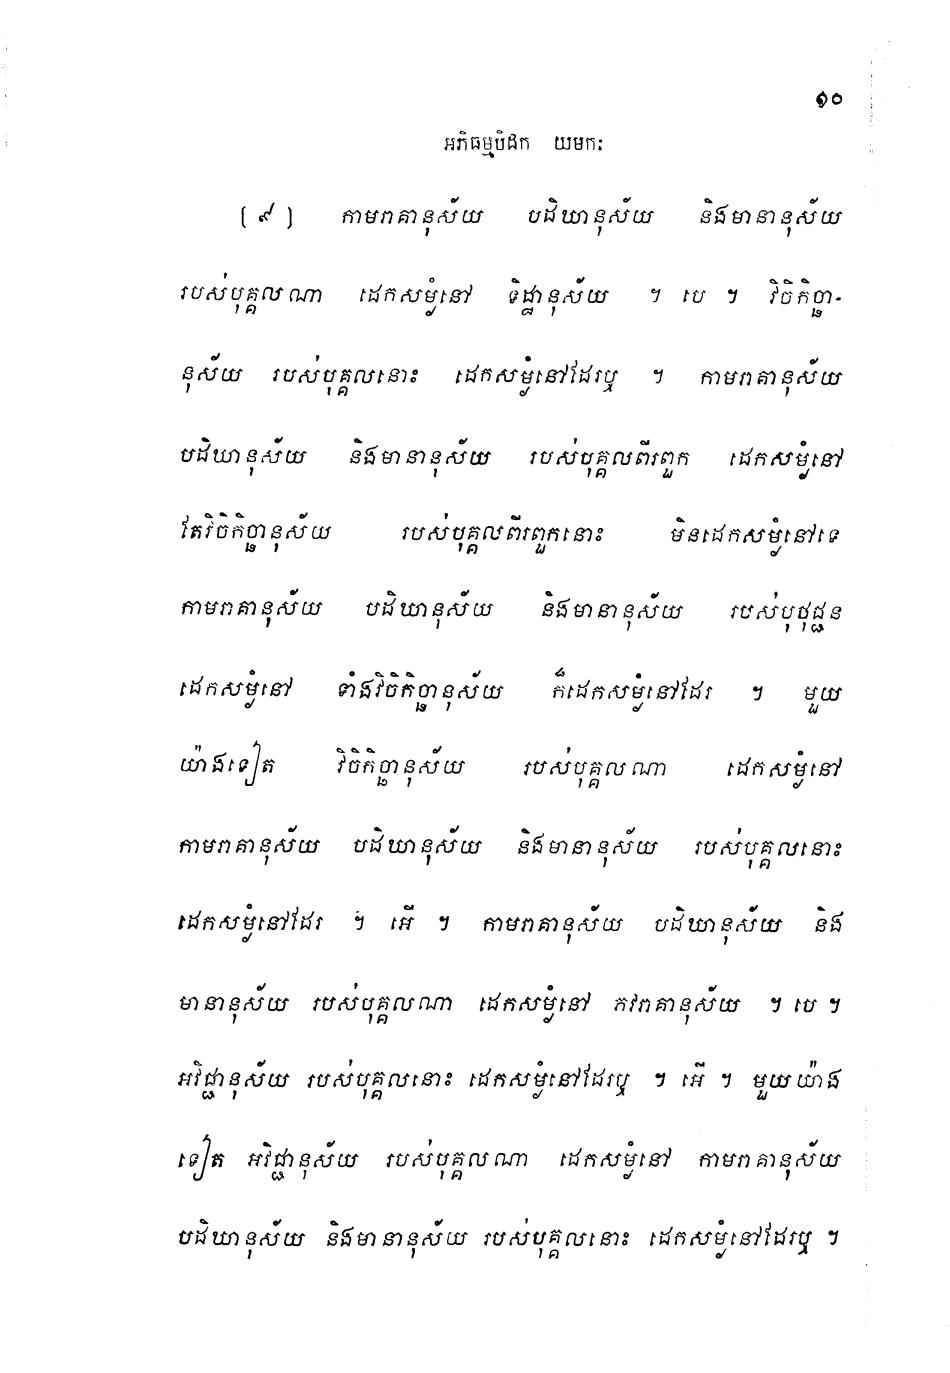 ១០
អភិធម្មបិដក យមកៈ
[ ៩ ] កាមរាគានុស័យ បដិឃានុស័យ និងមានានុស័យ
របស់បុគ្គលណា ដេកសម្ងំនៅ ទិដ្ឋានុស័យ ។ បេ ។ វិចិកិច្ឆា-
នុស័យ របស់បុគ្គលនោះ ដេកសម្ងំនៅដែរឬ ។ កាមរាគានុស័យ
បដិឃានុស័យ និងមានានុស័យ របស់បុគ្គលពីរពួក ដេកសម្ងំនៅ
តែវិចិកិច្ឆានុស័យ របស់បុគ្គលពីរពួកនោះ មិនដេកសម្ងំនៅទេ
កាមរាគានុស័យ បដិឃានុស័យ និងមានានុស័យ របស់បុថុជ្ជន
ដេកសម្ងំនៅ ទាំងវិចិកិច្ឆានុស័យ ក៏ដេកសម្ងំនៅដែរ ។ មួយ
យ៉ាងទៀត វិចិកិច្ឆានុស័យ របស់បុគ្គលណា ដេកសម្ងំនៅ
កាមរាគានុស័យ បដិឃានុស័យ និងមានានុស័យ របស់បុគ្គលនោះ
ដេកសម្ងំនៅដែរ ។ អើ ។ កាមរាគានុស័យ បដិឃានុស័យ និង
មានានុស័យ របស់បុគ្គលណា ដេកសម្ងំនៅ ភវរាគានុស័យ ។ បេ ។
អវិជ្ជានុស័យ របស់បុគ្គលនោះ ដេកសម្ងំនៅដែរឬ ។ អើ ។ មួយយ៉ាង
ទៀត អវិជ្ជានុស័យ របស់បុគ្គលណា ដេកសម្ងំនៅ កាមរាគានុស័យ
បដិឃានុស័យ និងមានានុស័យ របស់បុគ្គលនោះ ដេកសម្ងំនៅដែរឬ ។